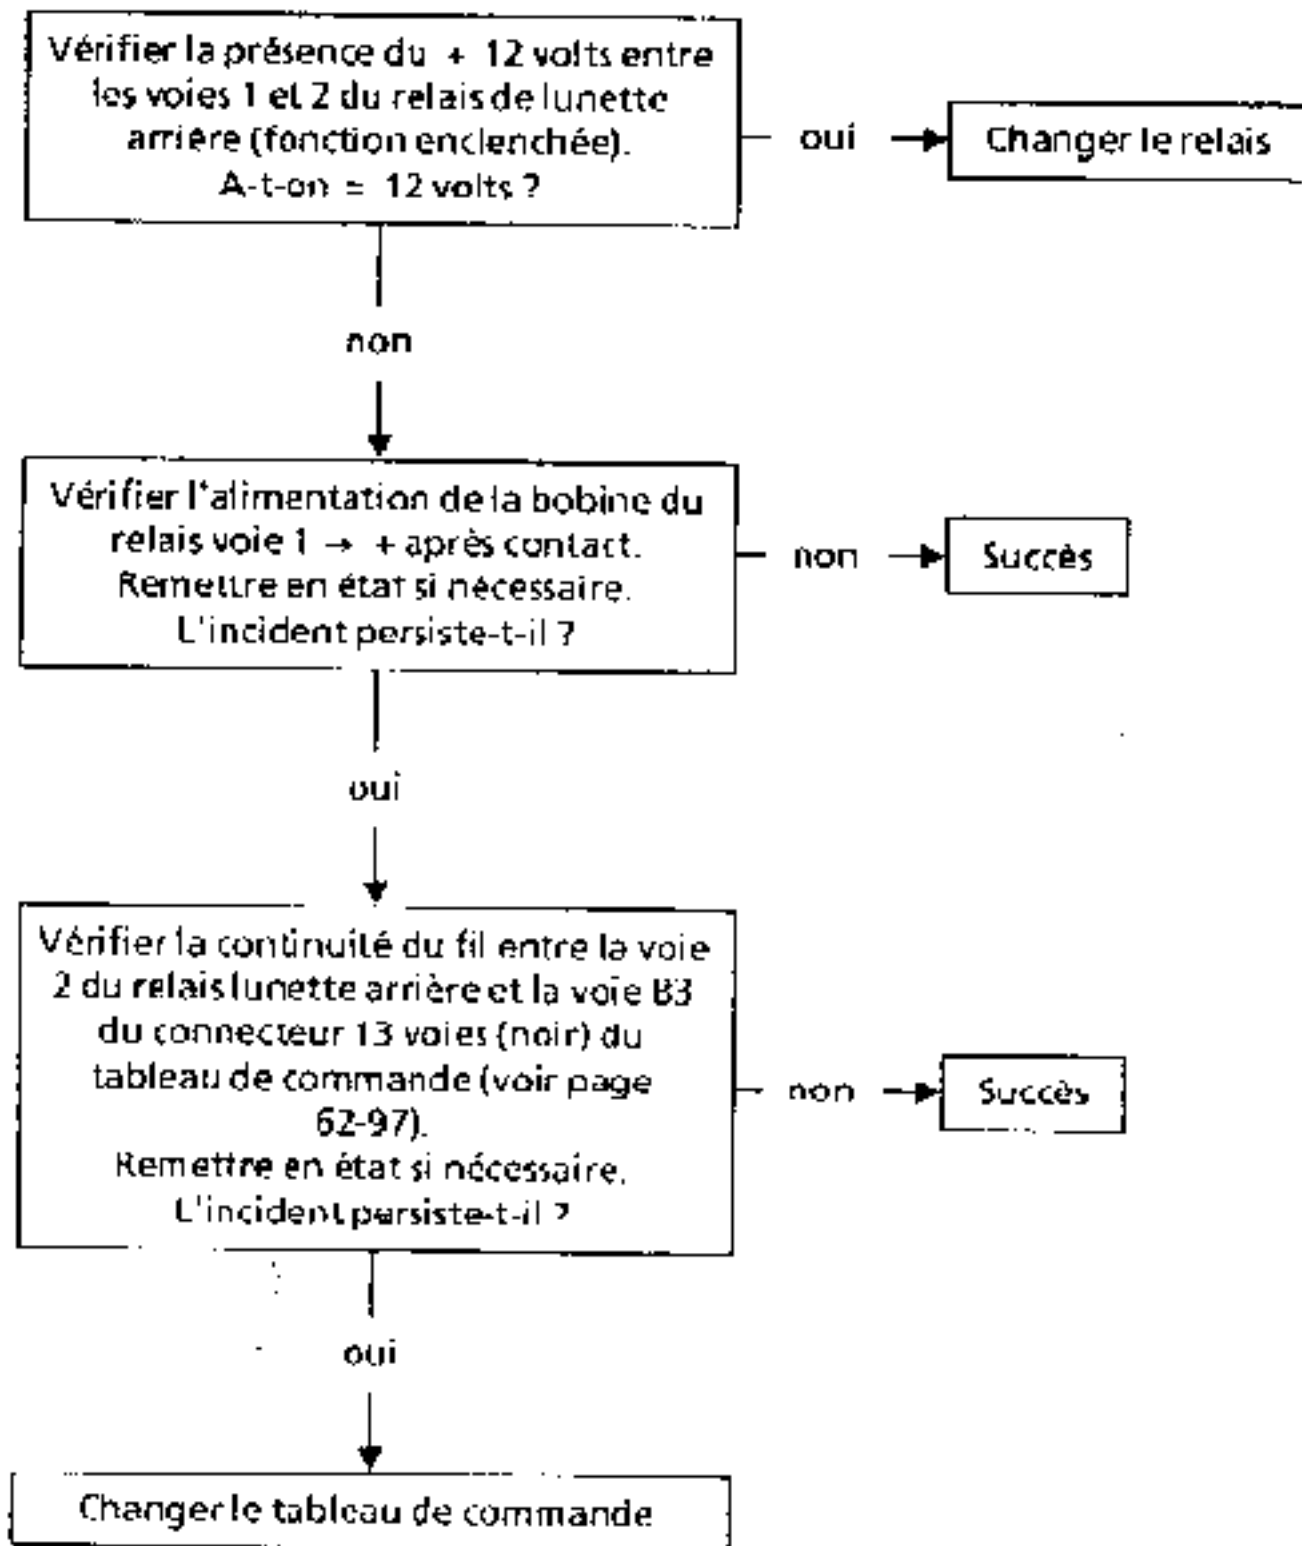 Vérifier la présence du + 12 volts entre
les voies 1 et 2 du relais de lunette
arrière (fonction enclenchée).
A-t-on = 12 volts ?
oui
Changer le relais
non
Vérifier l'alimentation de la bobine du
relais voie 1 → + après contact.
Remettre en état si nécessaire.
L'incident persiste-t-il ?
non
Succès
oui
Vérifier la continuité du fil entre la voie
2 du relais lunette arrière et la voie B3
du connecteur 13 voies (noir) du
tableau de commande (voir page
62-97).
Remettre en état si nécessaire.
L'incident persiste-t-il ?
non
Succès
oui
Changer le tableau de commande